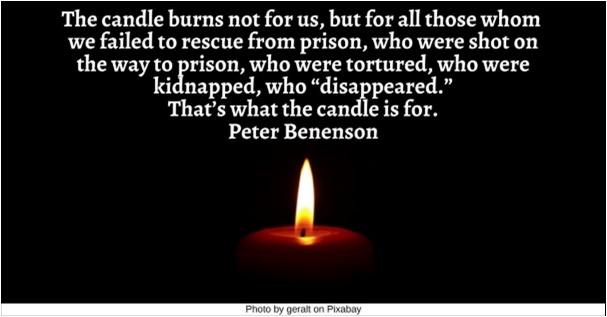 The candle burns not for us, but for all those whom
we failed to rescue from prison, who were shot on
the way to prison, who were tortured, who were
kidnapped, who “disappeared.”
That’s what the candle is for.
Peter Benenson
Photo by geralt on Pixabay